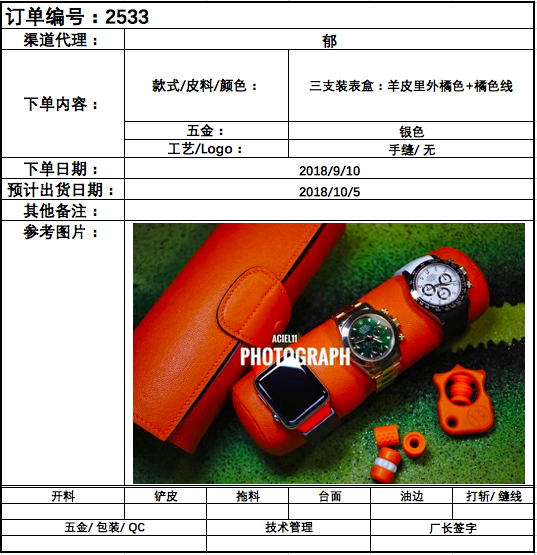 订单编号：2533
渠道代理： 郁
下单内容： 款式/皮料/颜色： 三支装表盒：羊皮里外橘色+橘色线
五金： 银色
工艺/Logo： 手缝/ 无
下单日期： 2018/9/10
预计出货日期： 2018/10/5
其他备注：
参考图片：
ACIEL11
PHOTOGRAPH
开料 铲皮 拖料 台面 油边 打斩/ 缝线
五金/ 包装/ QC 技术管理 厂长签字